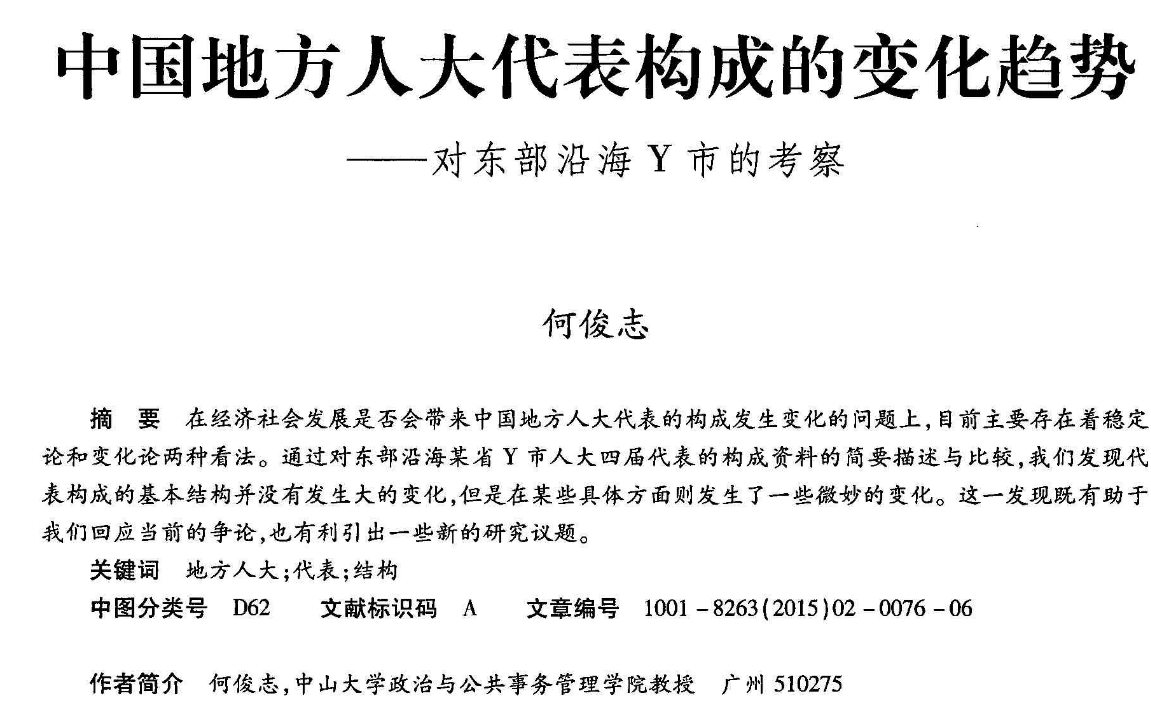 中国地方人大代表构成的变化趋势
——对东部沿海 Y 市的考察
何俊志
摘　要　在经济社会发展是否会带来中国地方人大代表的构成发生变化的问题上,目前主要存在着稳定
论和变化论两种看法。通过对东部沿海某省 Y 市人大四届代表的构成资料的简要描述与比较,我们发现代
表构成的基本结构并没有发生大的变化,但是在某些具体方面则发生了一些微妙的变化。这一发现既有助于
我们回应当前的争论,也有利引出一些新的研究议题。
关键词　地方人大;代表;结构
中图分类号　D62　　文献标识码　A　　文章编号　1001-8263(2015)02-0076-06
作者简介　何俊志,中山大学政治与公共事务管理学院教授　广州 510275